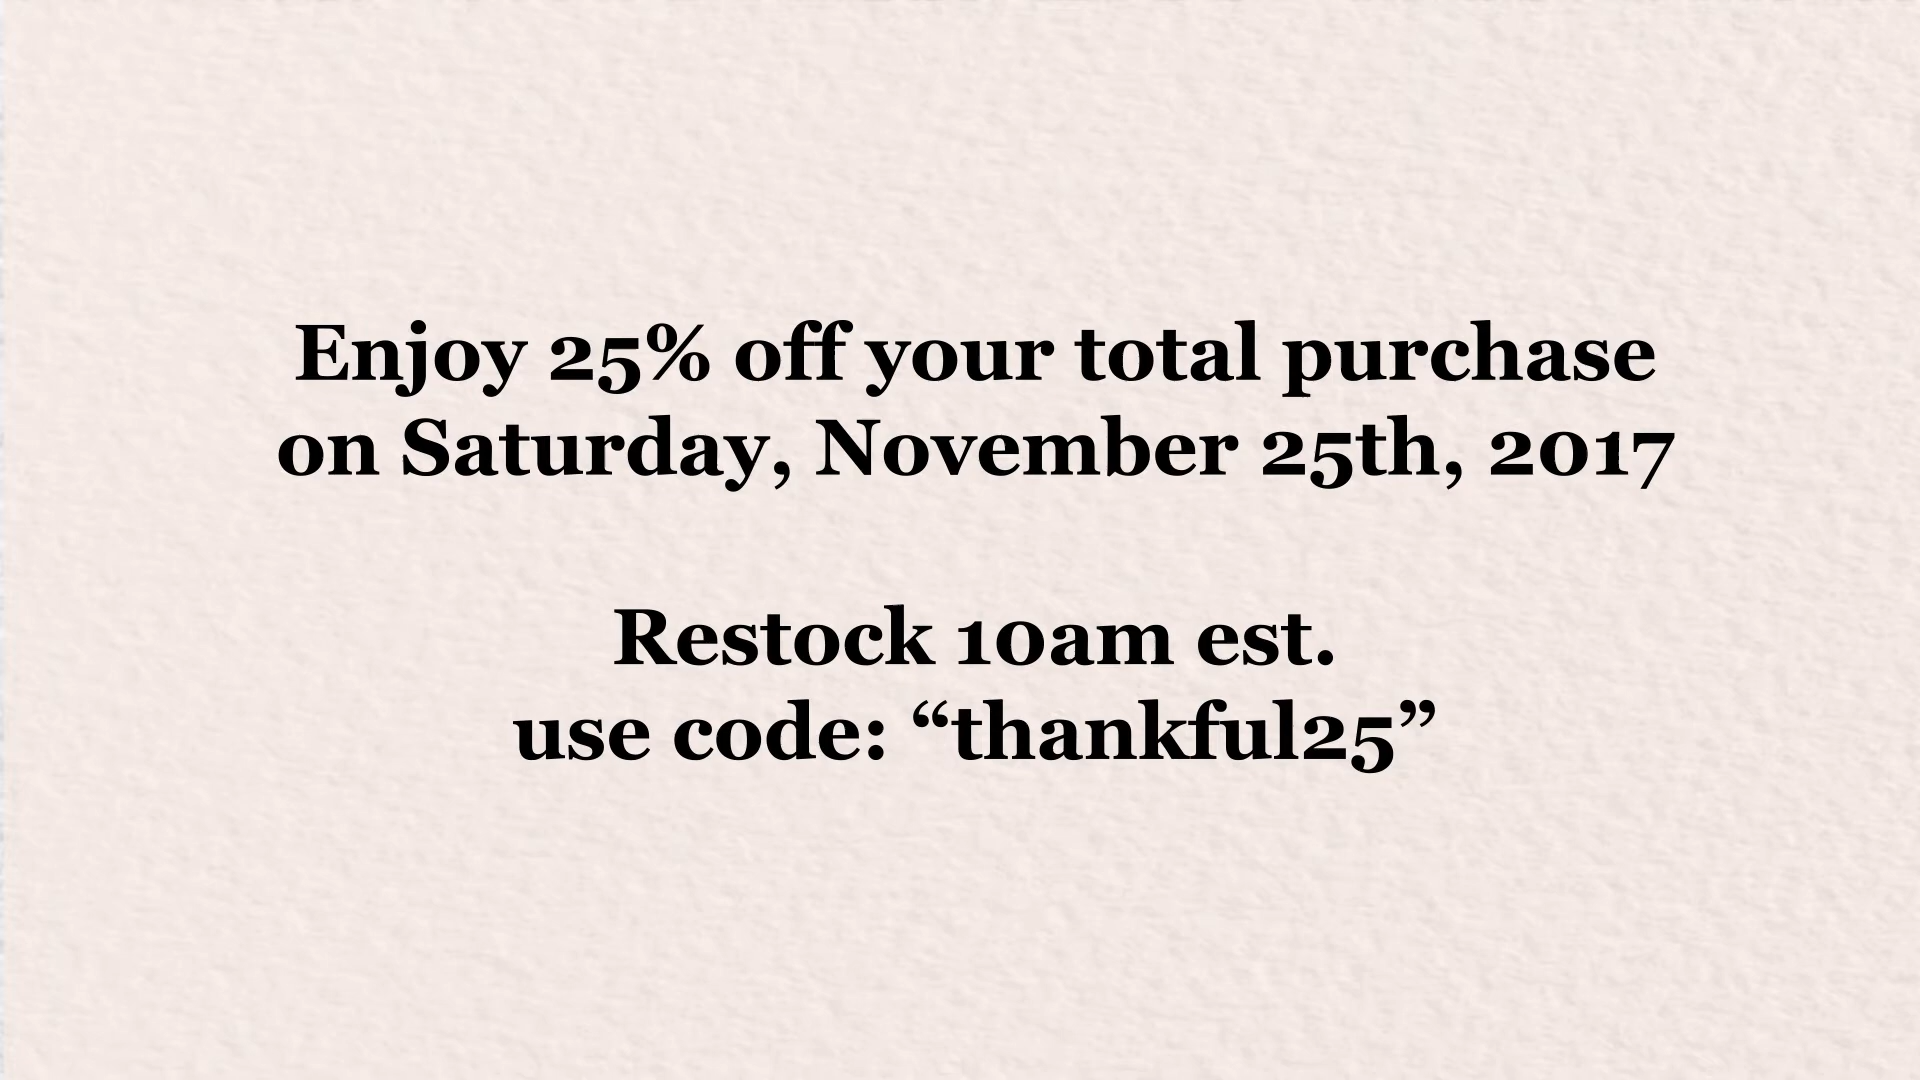 Enjoy 25% off your total purchase
on Saturday, November 25th, 2017
Restock 10am est.
use code: “thankful25”